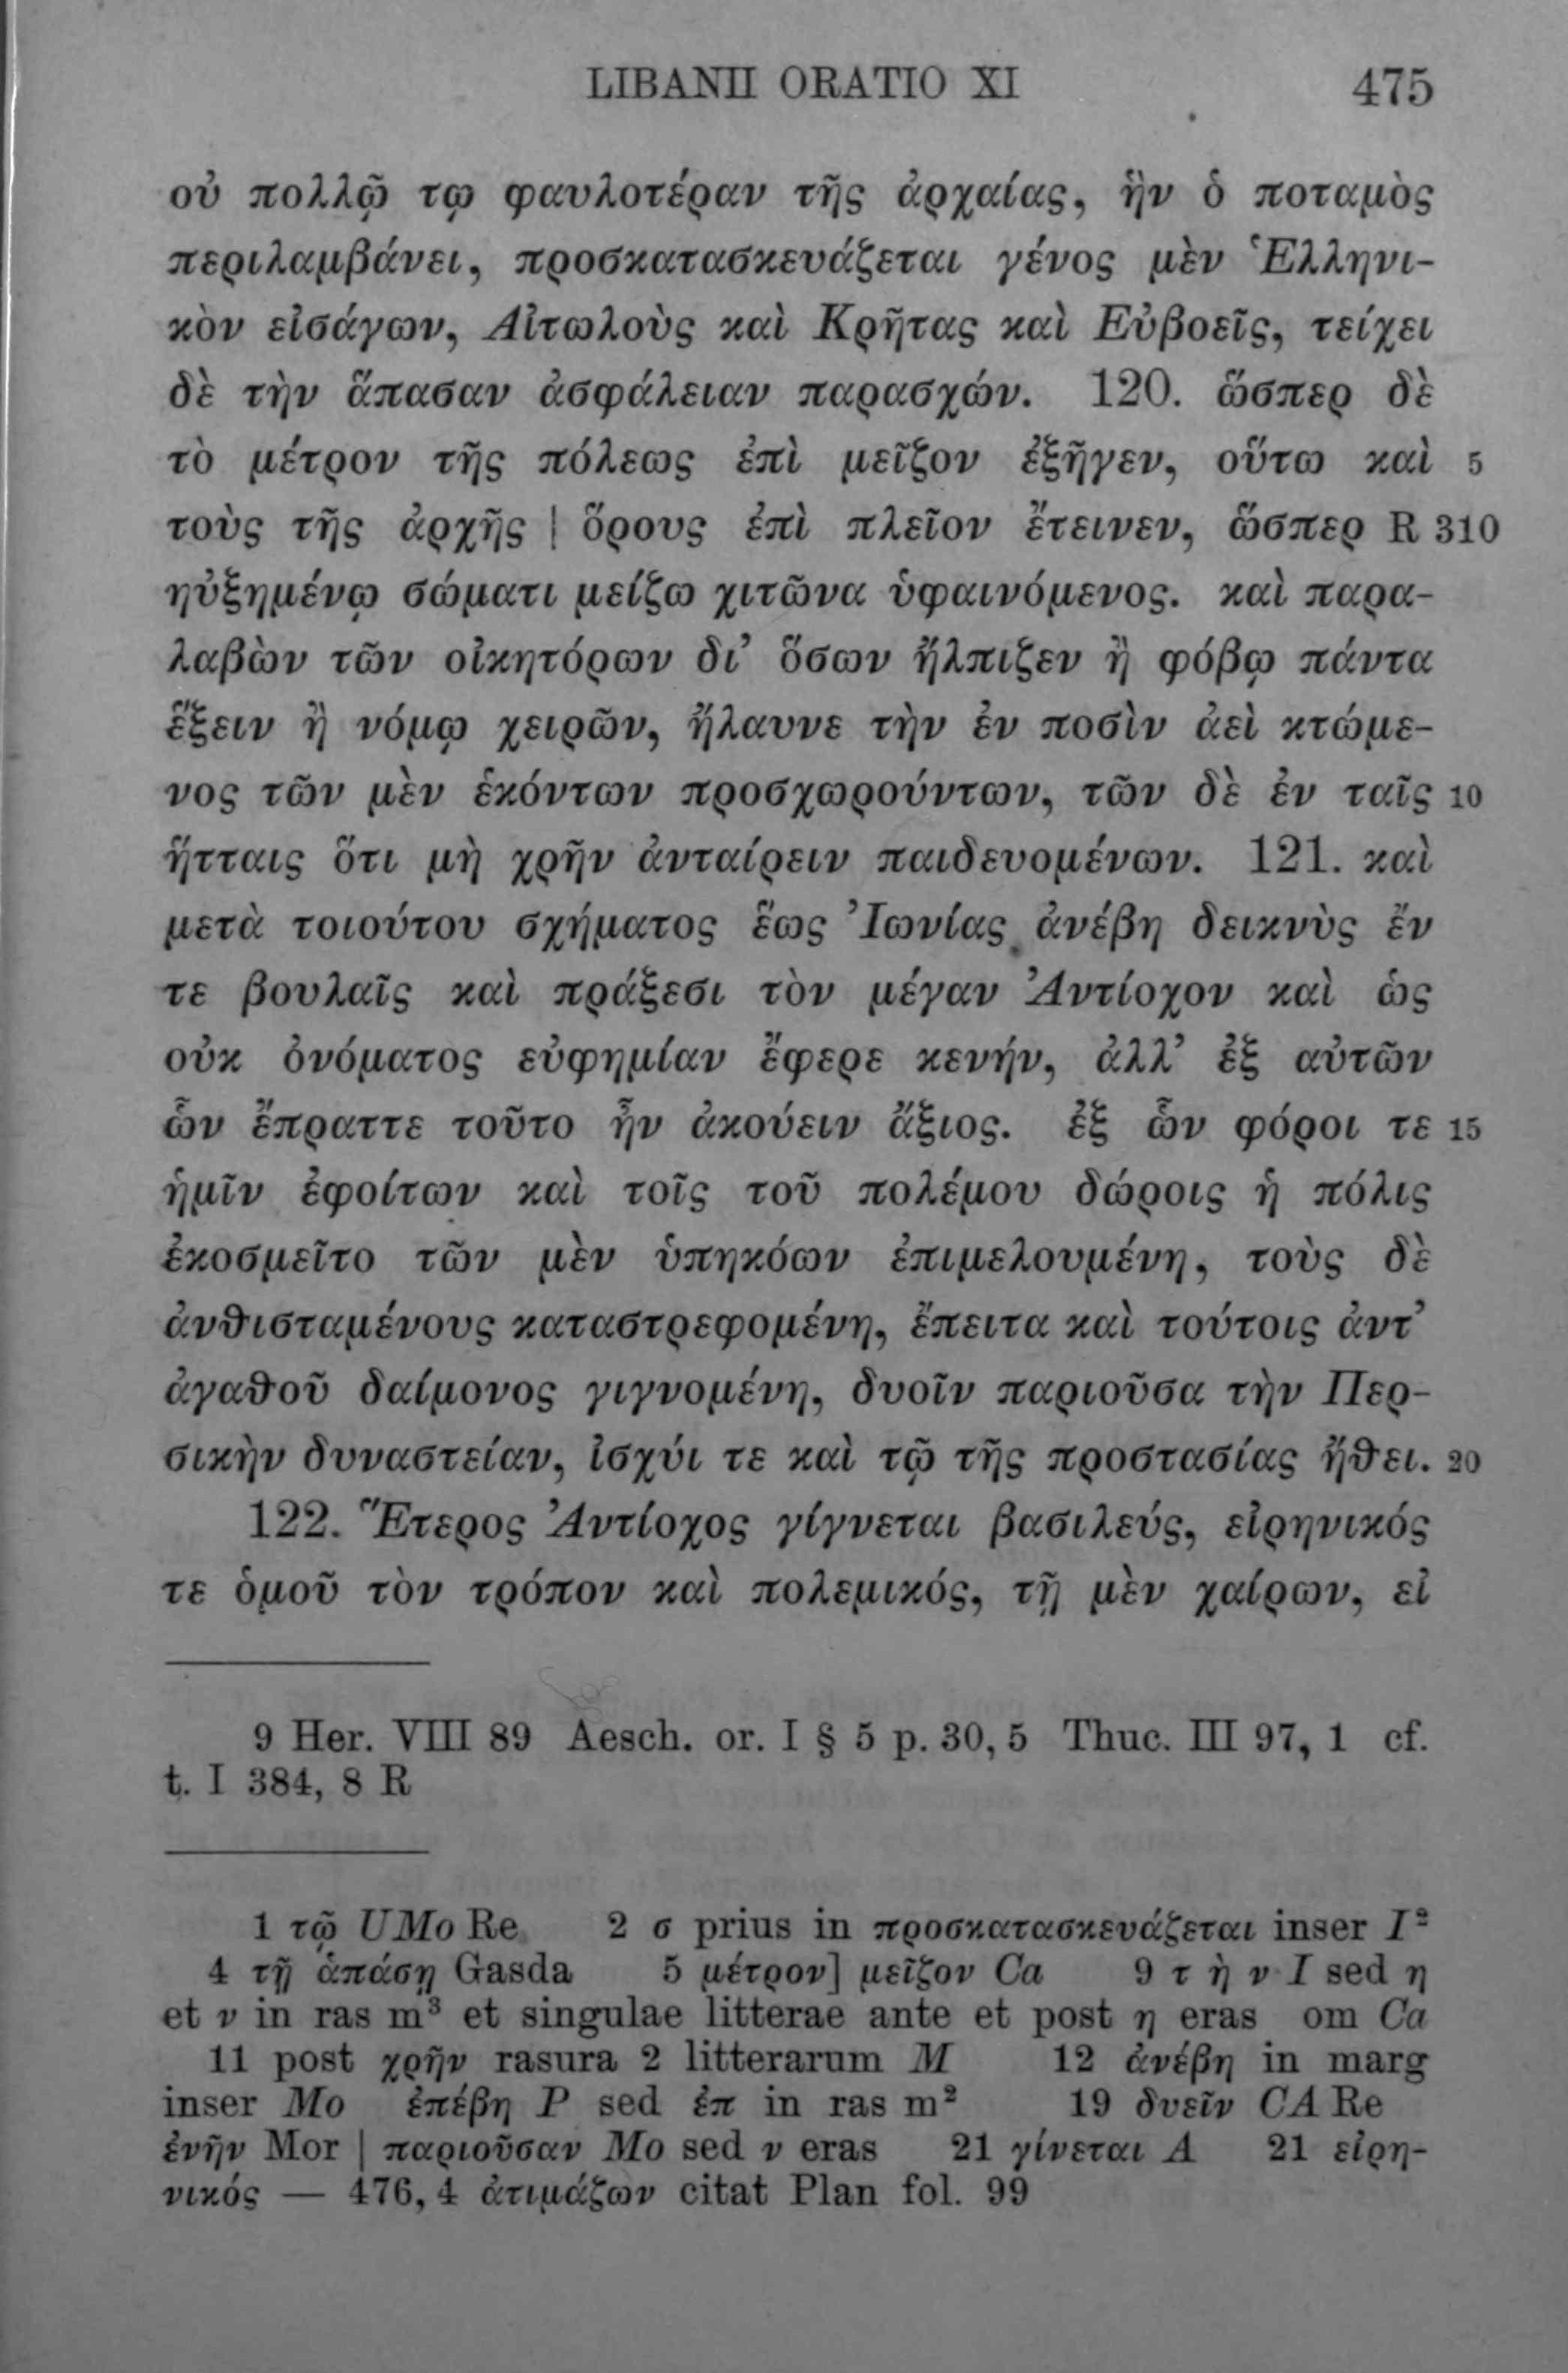 LIBANII ORATIO XI 475
οὐ πολλῷ τῳ φαυλοτέραν τῆς ἀρχαίας, ἣν ὁ ποταμὸς
περιλαμβάνει, προσκατασκευάζεται γένος μὲν Ἑλληνι-
κὸν εἰσάγων, Αἰτωλοὺς καὶ Κρῆτας καὶ Εὐβοεῖς, τείχει
δὲ τὴν ἅπασαν ἀσφάλειαν παρασχών. 120. ὥσπερ δὲ
τὸ μέτρον τῆς πόλεως ἐπὶ μεῖζον ἐξῆγεν, οὕτω καὶ 5
τοὺς τῆς ἀρχῆς | ὅρους ἐπὶ πλεῖον ἔτεινεν, ὥσπερ R 310
ηὐξημένῳ σώματι μείζω χιτῶνα ὑφαινόμενος. καὶ παρα-
λαβὼν τῶν οἰκητόρων δι’ ὅσων ἤλπιζεν ἢ φόβῳ πάντα
ἕξειν ἢ νόμῳ χειρῶν, ἤλαυνε τὴν ἐν ποσὶν ἀεὶ κτώμε-
νος τῶν μὲν ἑκόντων προσχωρούντων, τῶν δὲ ἐν ταῖς 10
ἥτταις ὅτι μὴ χρῆν ἀνταίρειν παιδευομένων. 121. καὶ
μετὰ τοιούτου σχήματος ἕως Ἰωνίας ἀνέβη δεικνὺς ἔν
τε βουλαῖς καὶ πράξεσι τὸν μέγαν Ἀντίοχον καὶ ὡς
οὐκ ὀνόματος εὐφημίαν ἔφερε κενήν, ἀλλ’ ἐξ αὐτῶν
ὧν ἔπραττε τοῦτο ἦν ἀκούειν ἄξιος. ἐξ ὧν φόροι τε 15
ἡμῖν ἐφοίτων καὶ τοῖς τοῦ πολέμου δώροις ἡ πόλις
ἐκοσμεῖτο τῶν μὲν ὑπηκόων ἐπιμελουμένη, τοὺς δὲ
ἀνθισταμένους καταστρεφομένη, ἔπειτα καὶ τούτοις ἀντ’
ἀγαθοῦ δαίμονος γιγνομένη, δυοῖν παριοῦσα τὴν Περ-
σικὴν δυναστείαν, ἰσχύι τε καὶ τῷ τῆς προστασίας ἤθει. 20
122. Ἕτερος Ἀντίοχος γίγνεται βασιλεύς, εἰρηνικός
τε ὁμοῦ τὸν τρόπον καὶ πολεμικός, τῇ μὲν χαίρων, εἰ
9 Her. VIII 89 Aesch. or. I § 5 p. 30, 5 Thuc. III 97, 1 cf.
t. I 384, 8 R
1 τῷ UMo Re 2 σ prius in προσκατασκευάζεται inser I²
4 τῇ ἁπάσῃ Gasda 5 μέτρον] μεῖζον Ca 9 τ ὴ ν I sed η
et ν in ras m³ et singulae litterae ante et post η eras om Ca
11 post χρῆν rasura 2 litterarum M 12 ἀνέβη in marg
inser Mo ἐπέβη P sed ἐπ in ras m² 19 δυεῖν CA Re
ἐνῆν Mor | παριοῦσαν Mo sed ν eras 21 γίνεται A 21 εἰρη-
νικός — 476, 4 ἀτιμάζων citat Plan fol. 99